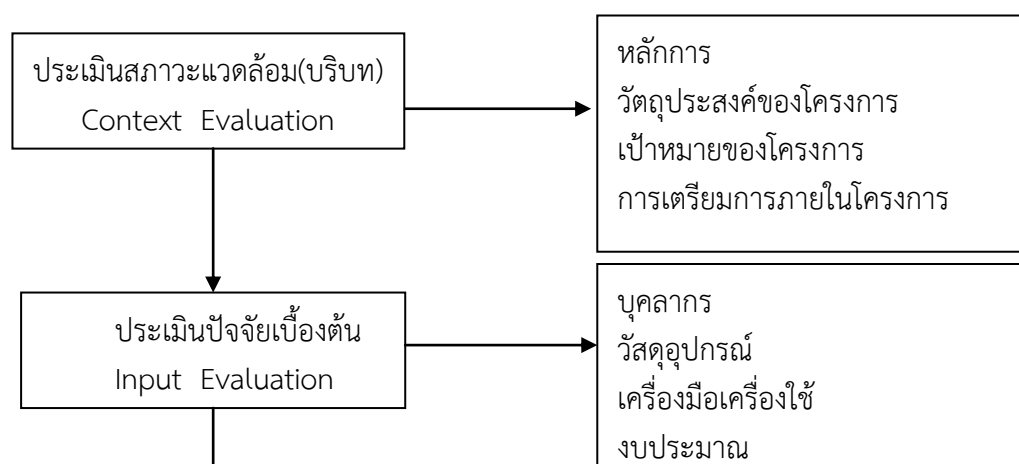 ประเมินสภาวะแวดล้อม(บริบท)
Context Evaluation
หลักการ
วัตถุประสงค์ของโครงการ
เป้าหมายของโครงการ
การเตรียมการภายในโครงการ
ประเมินปัจจัยเบื้องต้น
Input Evaluation
บุคลากร
วัสดุอุปกรณ์
เครื่องมือเครื่องใช้
งบประมาณ